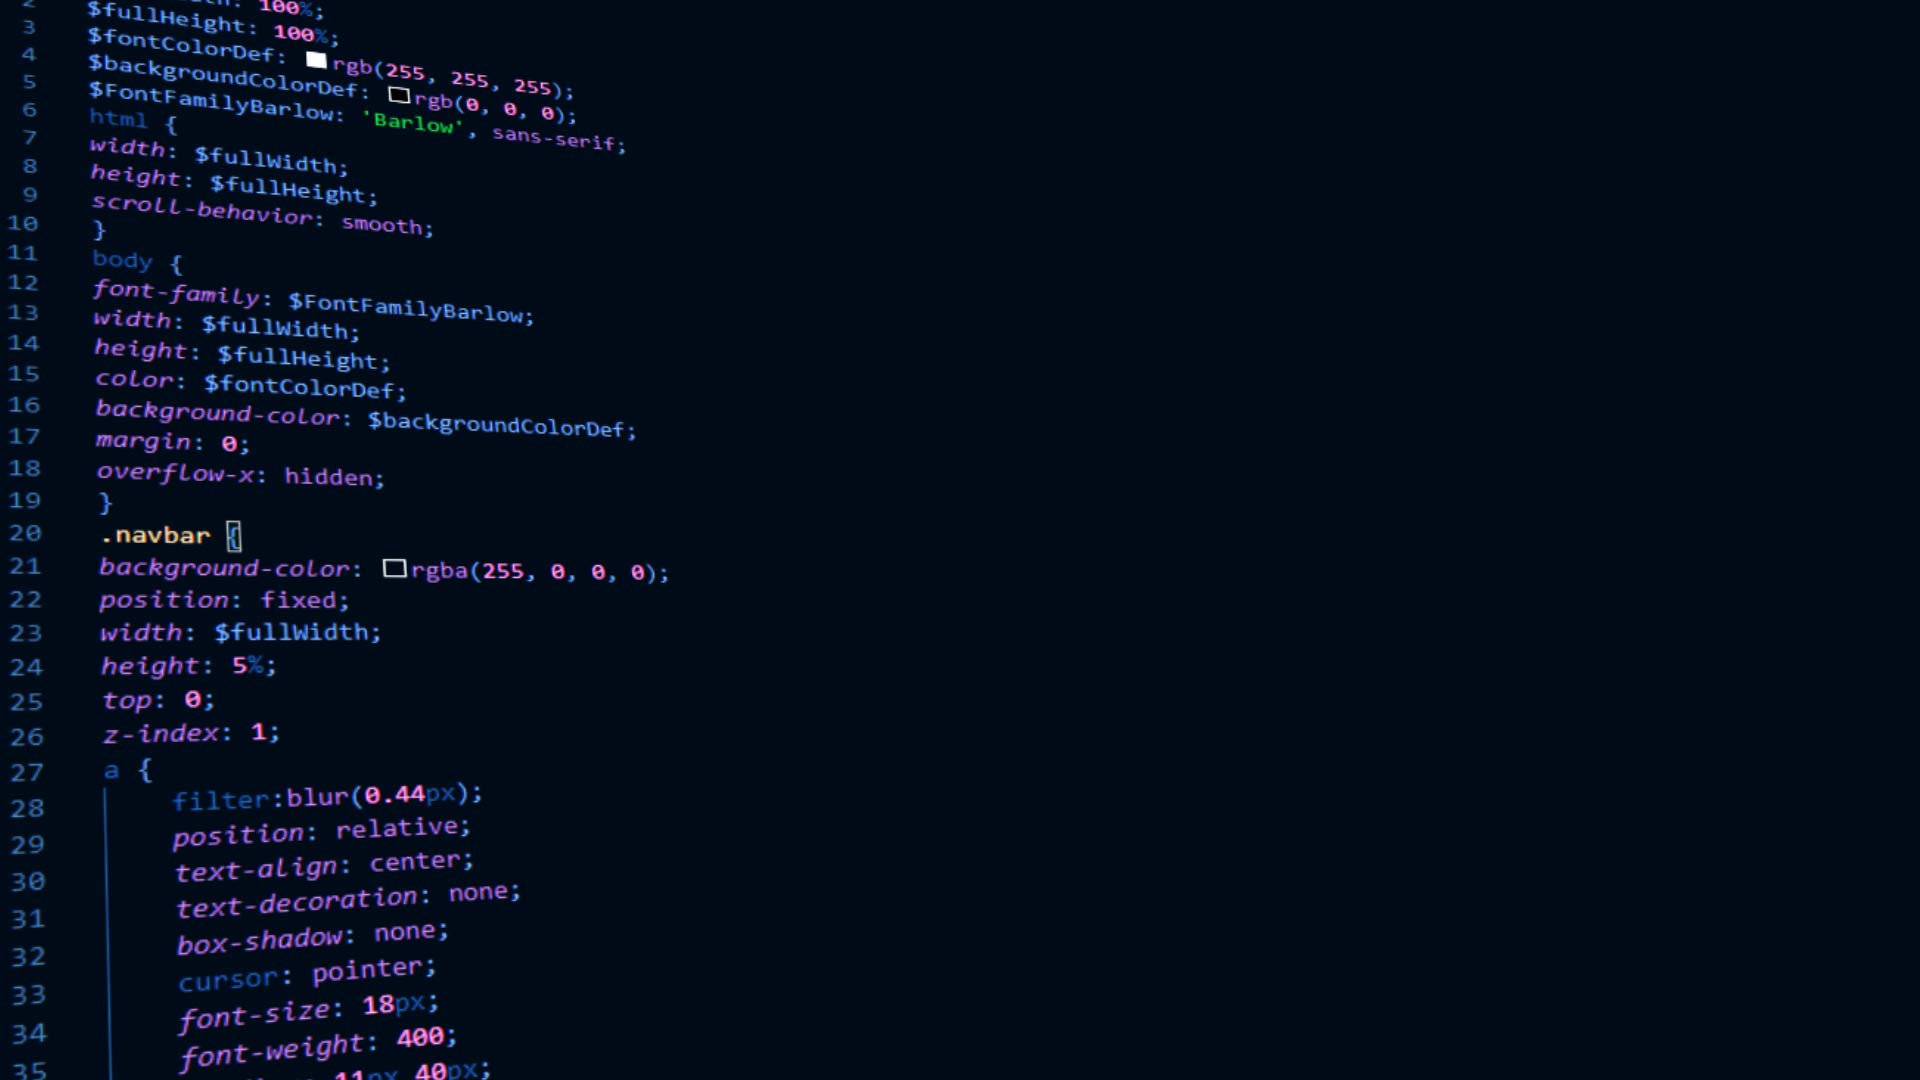 2 100%;
3 $fullHeight: 100%;
4 $fontColorDef: rgb(255, 255, 255);
5 $backgroundColorDef: rgb(0, 0, 0);
6 $FontFamilyBarlow: 'Barlow', sans-serif;
7 html {
8 width: $fullWidth;
9 height: $fullHeight;
10 scroll-behavior: smooth;
11 }
12 body {
13 font-family: $FontFamilyBarlow;
14 width: $fullWidth;
15 height: $fullHeight;
16 color: $fontColorDef;
17 background-color: $backgroundColorDef;
18 margin: 0;
19 overflow-x: hidden;
20 }
.navbar {
21 background-color: rgba(255, 0, 0, 0);
22 position: fixed;
23 width: $fullWidth;
24 height: 5%;
25 top: 0;
26 z-index: 1;
27 a {
28 filter:blur(0.44px);
29 position: relative;
30 text-align: center;
31 text-decoration: none;
32 box-shadow: none;
33 cursor: pointer;
34 font-size: 18px;
35 font-weight: 400;
11px 40px;